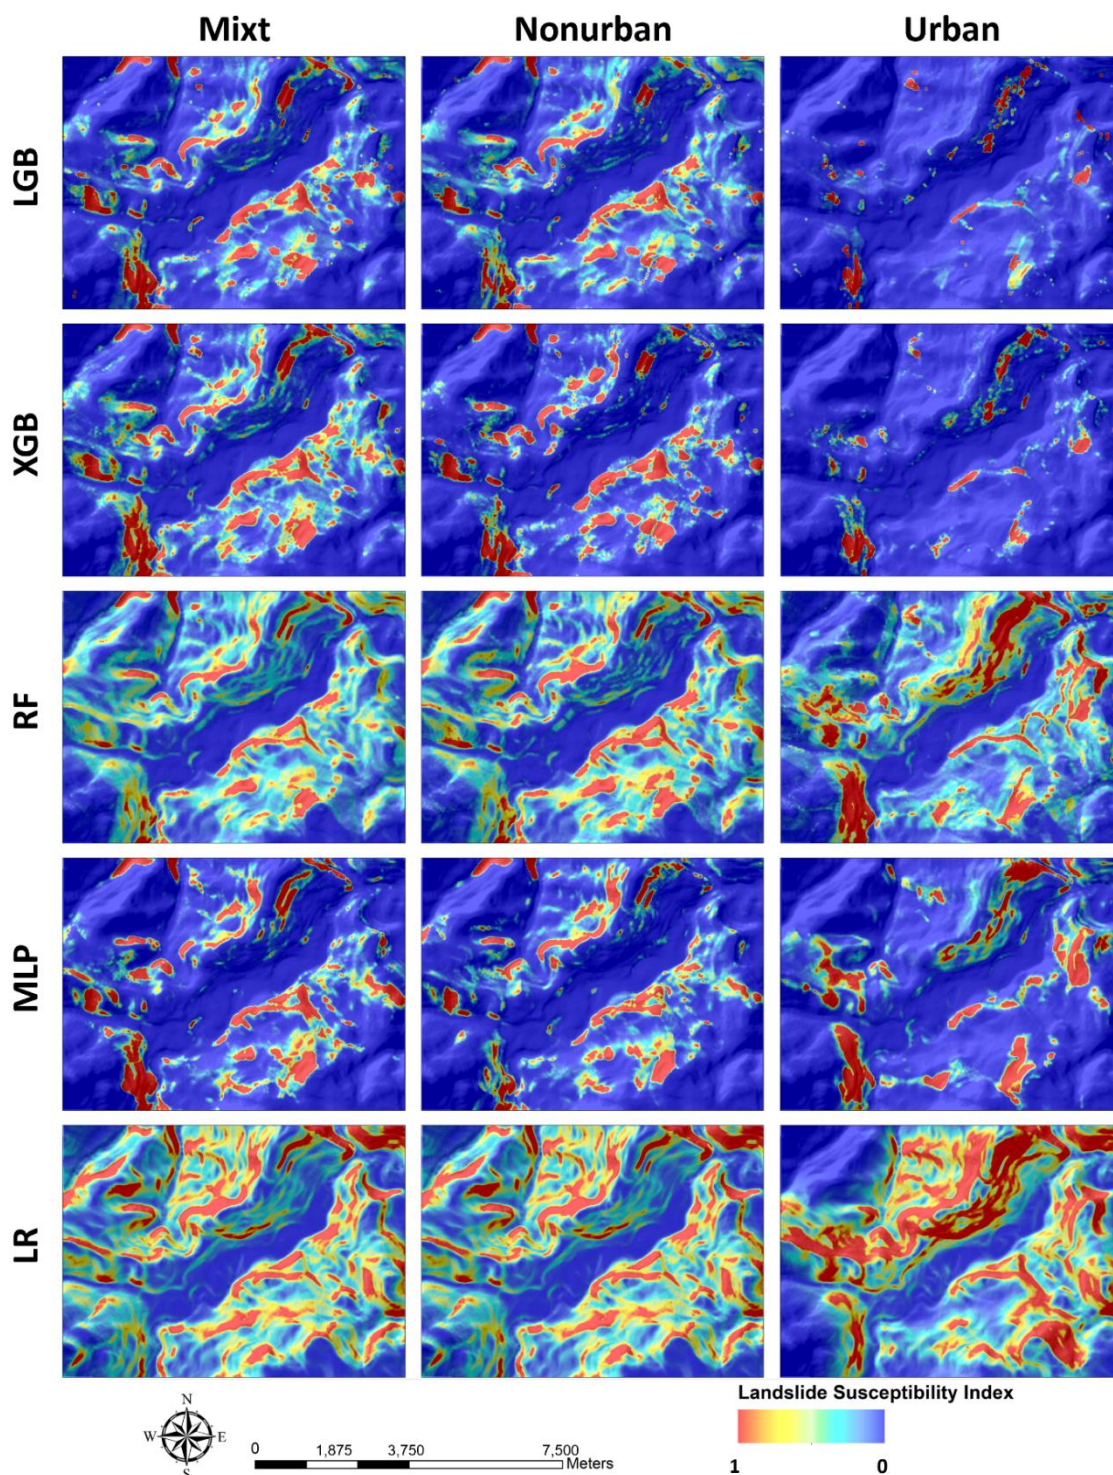 Mixt Nonurban Urban
LGB
XGB
RF
MLP
LR
N
W E
S
0 1,875 3,750 7,500
Meters
Landslide Susceptibility Index
1 0